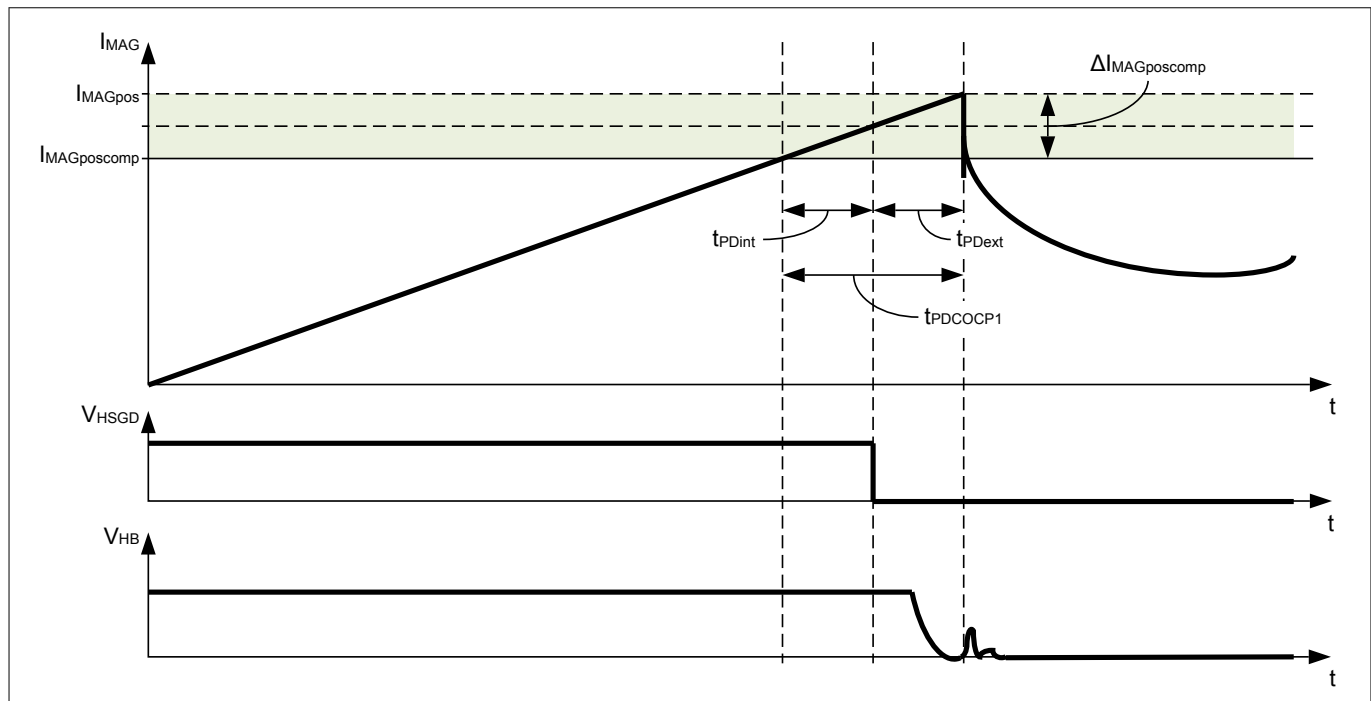 IMAG
IMAGpos
ΔIMAGposcomp
IMAGposcomp
tPDint
tPDext
tPDCOCP1
t
VHSGD
t
VHB
t